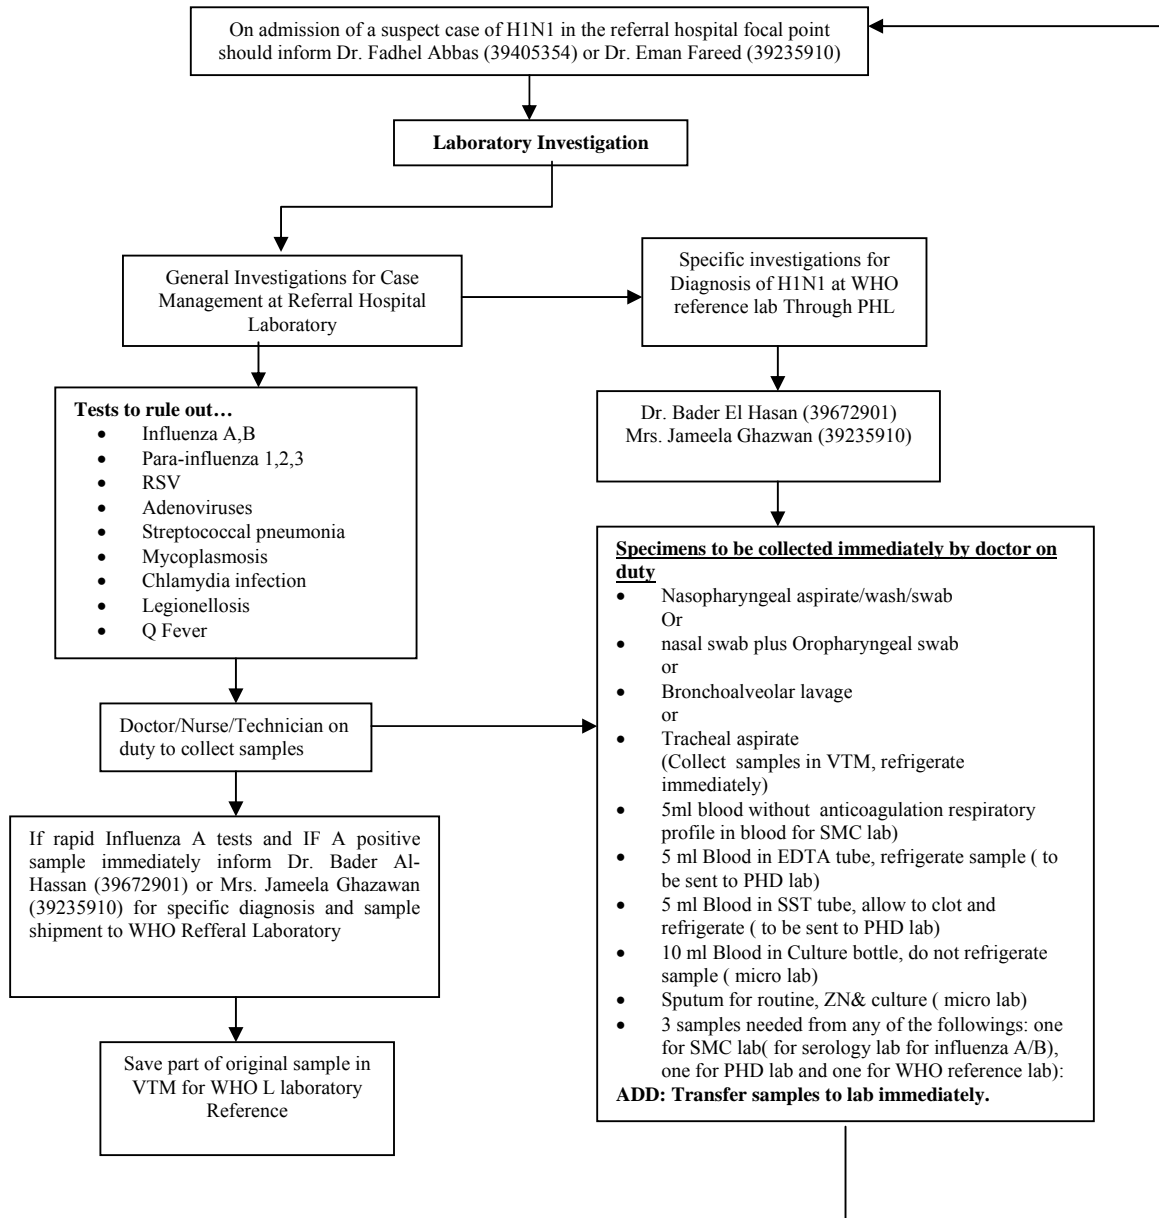 On admission of a suspect case of H1N1 in the referral hospital focal point
should inform Dr. Fadhel Abbas (39405354) or Dr. Eman Fareed (39235910)
Laboratory Investigation
General Investigations for Case
Management at Referral Hospital
Laboratory
Specific investigations for
Diagnosis of H1N1 at WHO
reference lab Through PHL
Tests to rule out…
• Influenza A,B
• Para-influenza 1,2,3
• RSV
• Adenoviruses
• Streptococcal pneumonia
• Mycoplasmosis
• Chlamydia infection
• Legionellosis
• Q Fever
Dr. Bader El Hasan (39672901)
Mrs. Jameela Ghazwan (39235910)
Doctor/Nurse/Technician on
duty to collect samples
If rapid Influenza A tests and IF A positive
sample immediately inform Dr. Bader Al-
Hassan (39672901) or Mrs. Jameela Ghazawan
(39235910) for specific diagnosis and sample
shipment to WHO Refferal Laboratory
Save part of original sample in
VTM for WHO L laboratory
Reference
Specimens to be collected immediately by doctor on
duty
• Nasopharyngeal aspirate/wash/swab
Or
• nasal swab plus Oropharyngeal swab
or
• Bronchoalveolar lavage
or
• Tracheal aspirate
(Collect samples in VTM, refrigerate
immediately)
• 5ml blood without anticoagulation respiratory
profile in blood for SMC lab)
• 5 ml Blood in EDTA tube, refrigerate sample ( to
be sent to PHD lab)
• 5 ml Blood in SST tube, allow to clot and
refrigerate ( to be sent to PHD lab)
• 10 ml Blood in Culture bottle, do not refrigerate
sample ( micro lab)
• Sputum for routine, ZN& culture ( micro lab)
• 3 samples needed from any of the followings: one
for SMC lab( for serology lab for influenza A/B),
one for PHD lab and one for WHO reference lab):
ADD: Transfer samples to lab immediately.